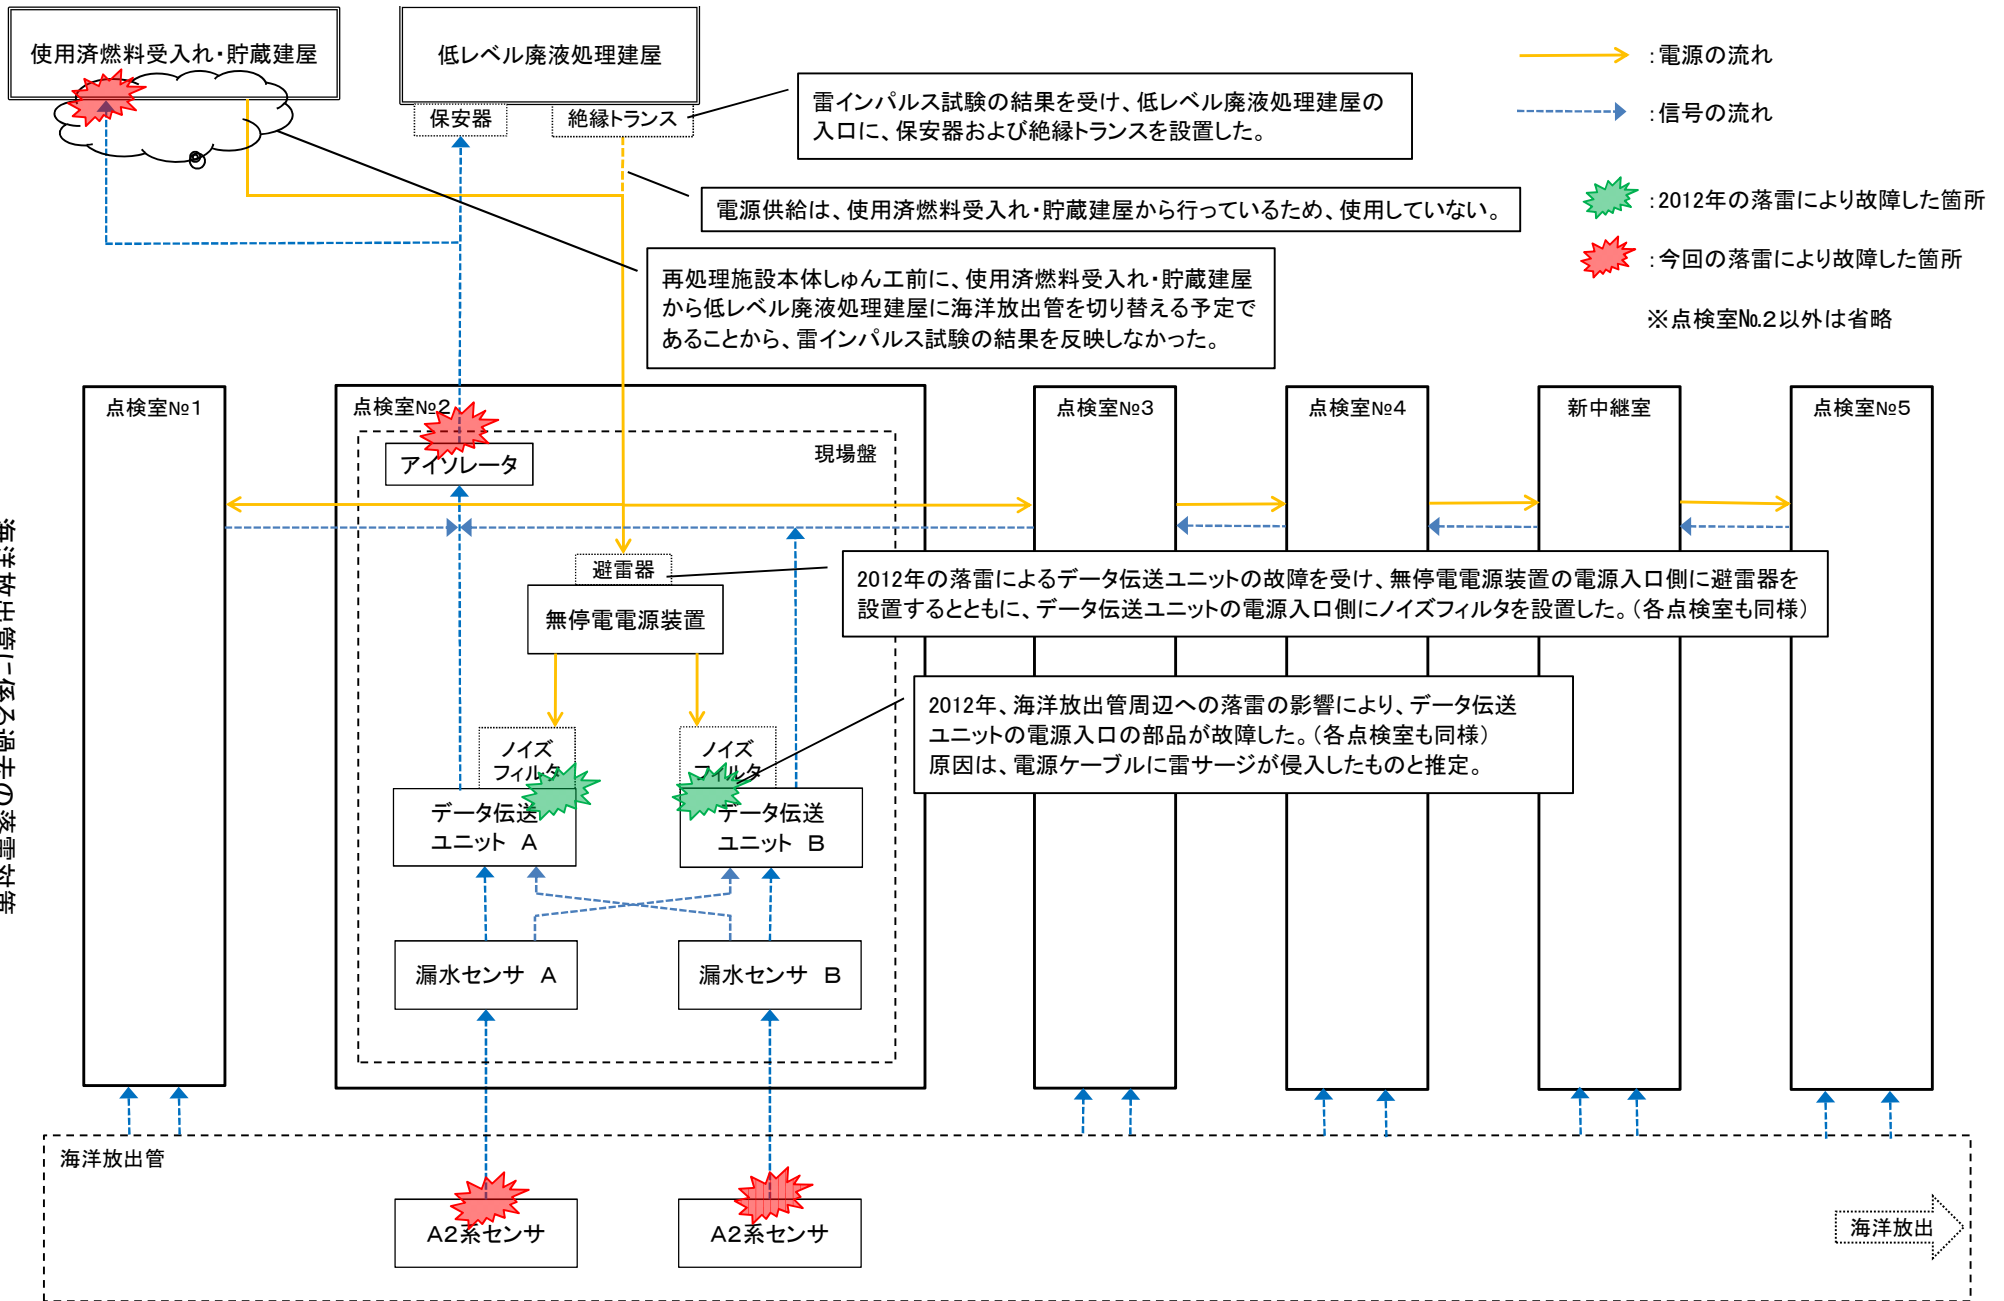 使用済燃料受入れ・貯蔵建屋
低レベル廃液処理建屋
保安器
絶縁トランス
雷インパルス試験の結果を受け、低レベル廃液処理建屋の
入口に、保安器および絶縁トランスを設置した。
電源供給は、使用済燃料受入れ・貯蔵建屋から行っているため、使用していない。
再処理施設本体しゅん工前に、使用済燃料受入れ・貯蔵建屋
から低レベル廃液処理建屋に海洋放出管を切り替える予定で
あることから、雷インパルス試験の結果を反映しなかった。
:電源の流れ
:信号の流れ
:2012年の落雷により故障した箇所
:今回の落雷により故障した箇所
※点検室№2以外は省略
点検室№1
点検室№2
点検室№3
点検室№4
新中継室
点検室№5
現場盤
アイソレータ
避雷器
無停電電源装置
2012年の落雷によるデータ伝送ユニットの故障を受け、無停電電源装置の電源入口側に避雷器を
設置するとともに、データ伝送ユニットの電源入口側にノイズフィルタを設置した。(各点検室も同様)
2012年、海洋放出管周辺への落雷の影響により、データ伝送
ユニットの電源入口の部品が故障した。(各点検室も同様)
原因は、電源ケーブルに雷サージが侵入したものと推定。
ノイズ
フィルタ
ノイズ
フィルタ
データ伝送
ユニット A
データ伝送
ユニット B
漏水センサ A
漏水センサ B
海洋放出管
A2系センサ
A2系センサ
海洋放出
海洋放出管に係る過去の落雷対策